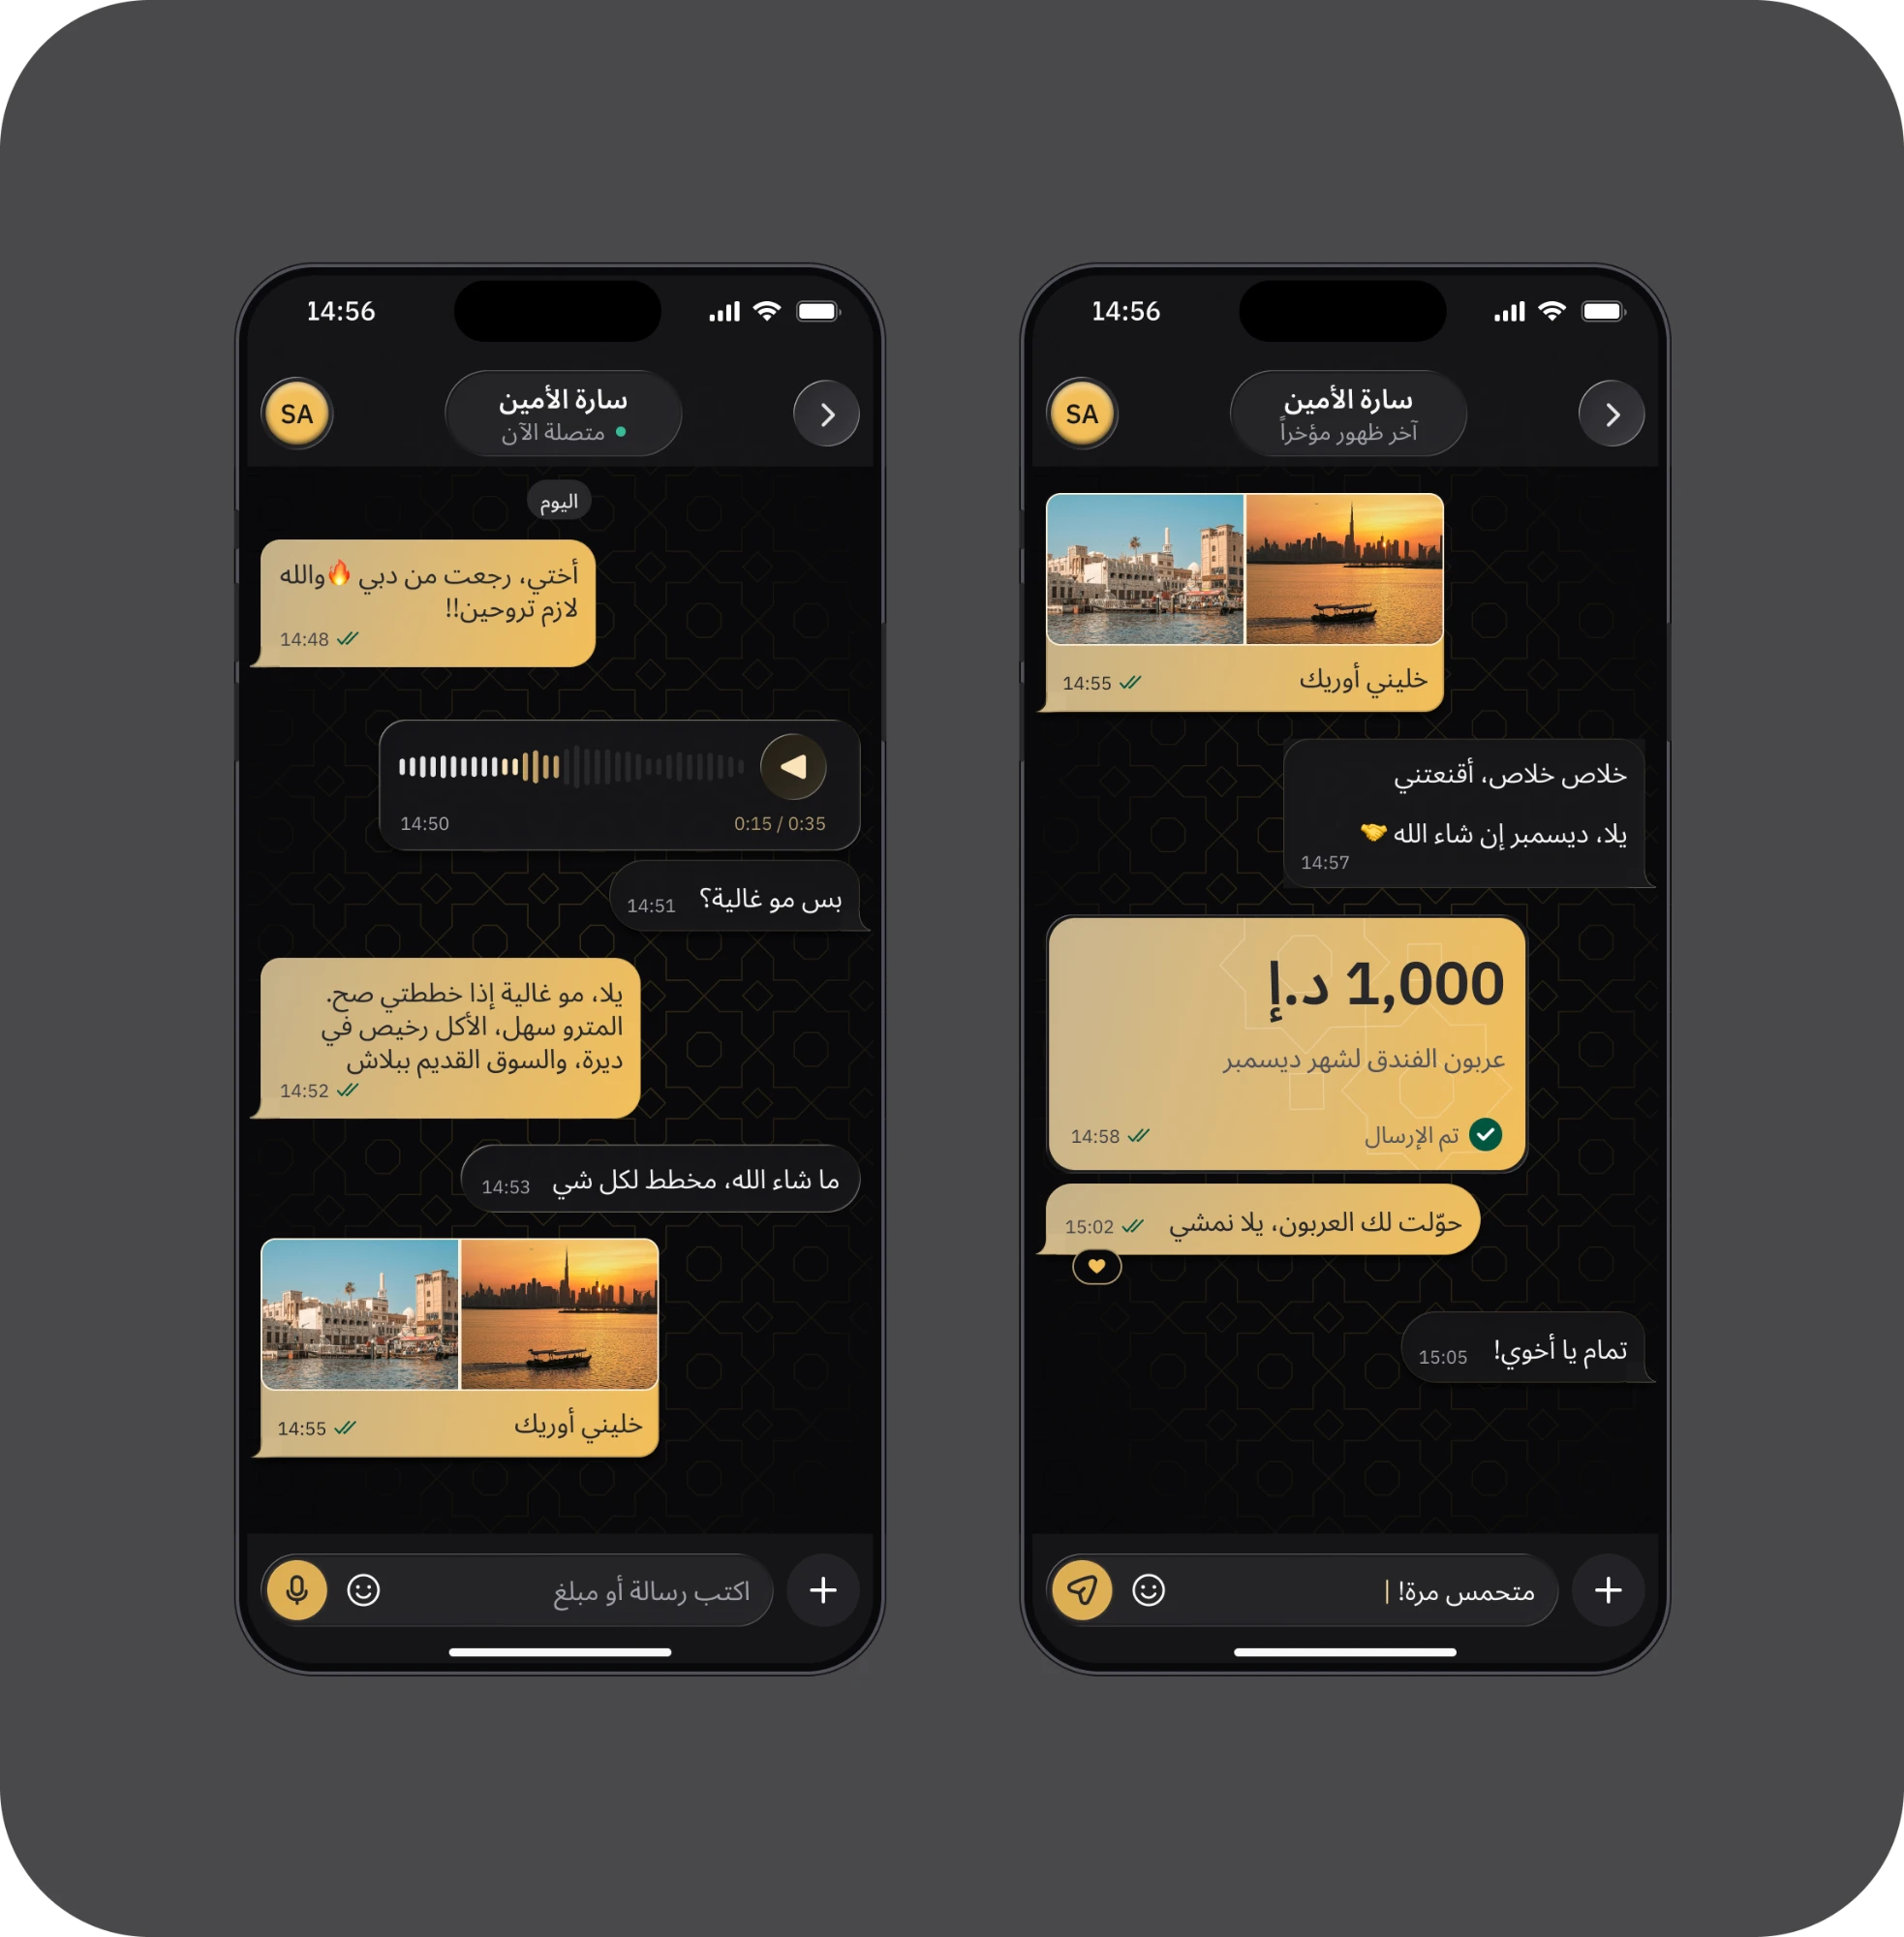 14:56
سارة الأمين
متصلة الآن
SA
اليوم
أختي، رجعت من دبي 🔥والله
لازم تروحين!!
14:48
0:15 / 0:35
14:50
بس مو غالية؟
14:51
يلا، مو غالية إذا خططتي صح.
المترو سهل، الأكل رخيص في
ديرة، والسوق القديم ببلاش
14:52
ما شاء الله، مخطط لكل شي
14:53
خليني أوريك
14:55
اكتب رسالة أو مبلغ
14:56
سارة الأمين
آخر ظهور مؤخراً
SA
خليني أوريك
14:55
خلاص خلاص، أقنعتني
يلا، ديسمبر إن شاء الله 🤝
14:57
1,000 د.إ
عربون الفندق لشهر ديسمبر
تم الإرسال
14:58
حوّلت لك العربون، يلا نمشي
15:02
تمام يا أخوي!
15:05
متحمس مرة!